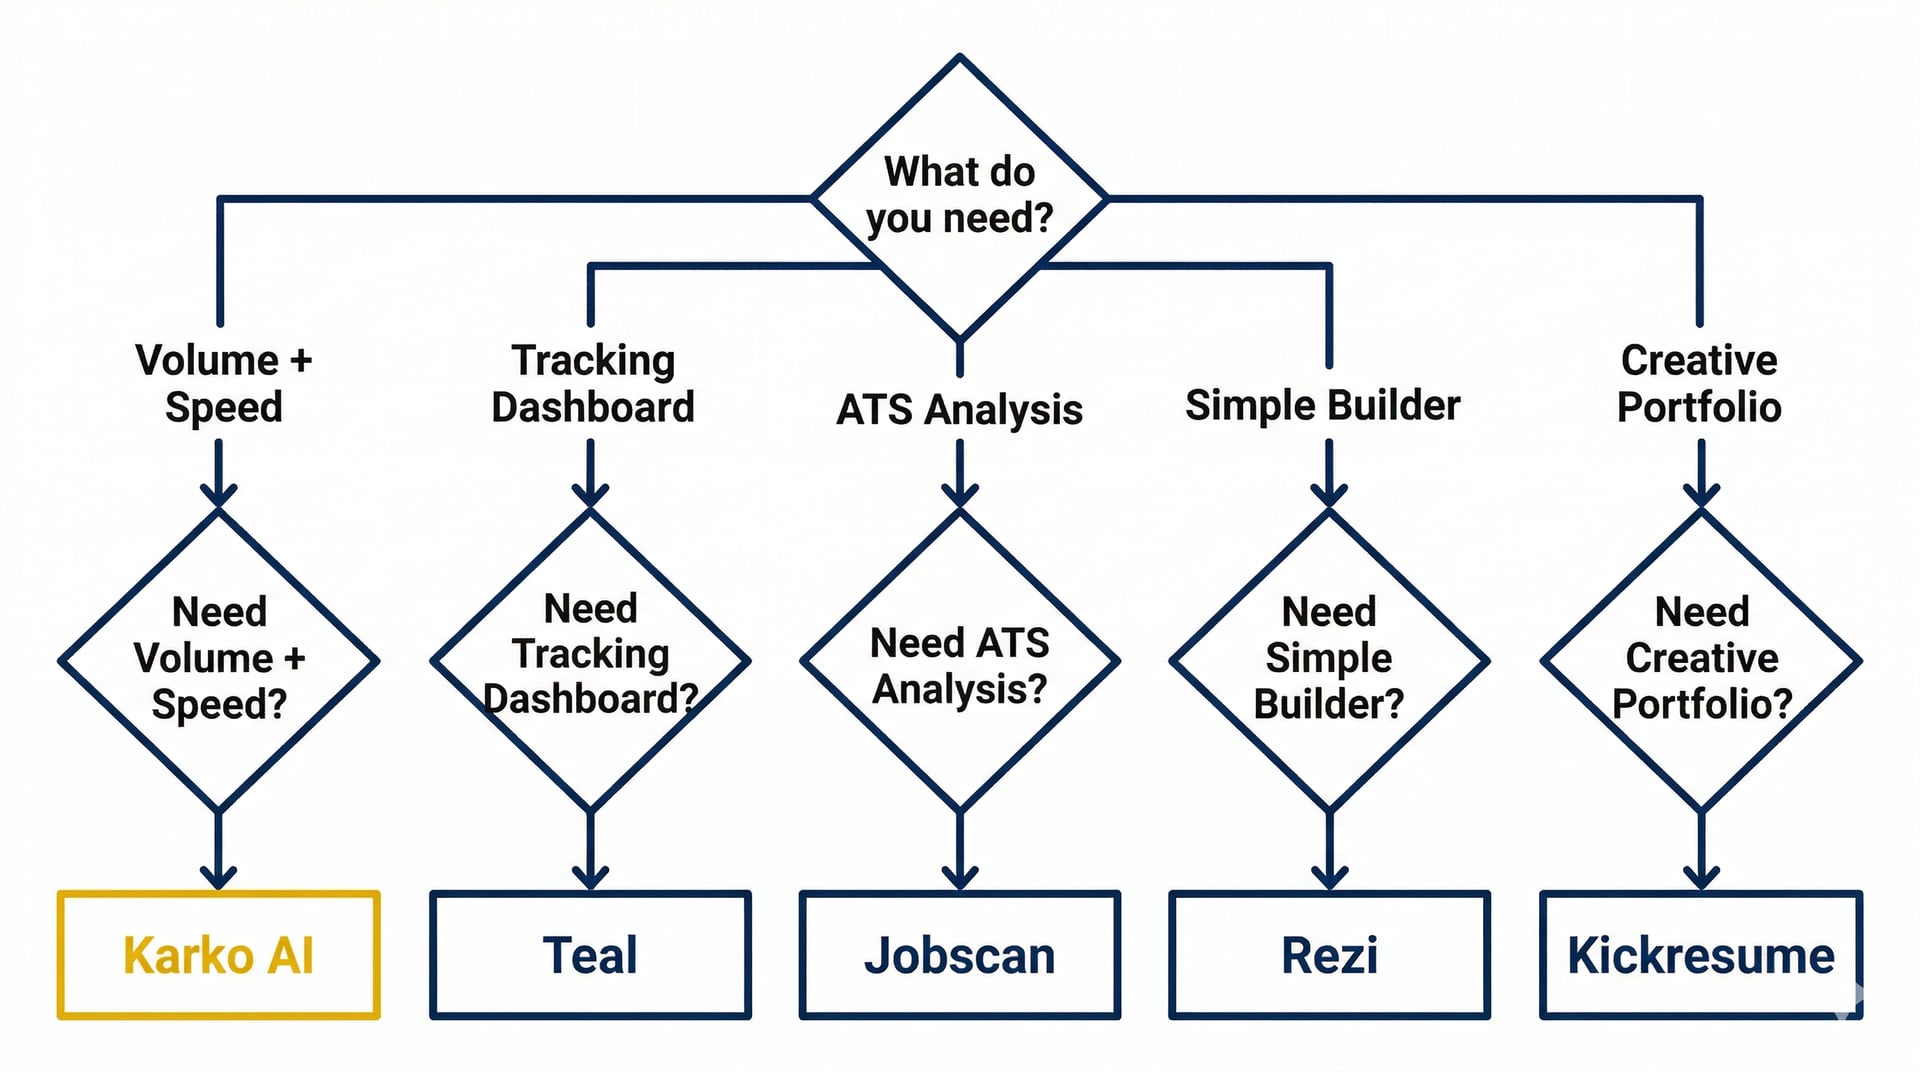 What do
you need?
Volume +
Speed
Tracking
Dashboard
ATS Analysis
Simple Builder
Creative
Portfolio
Need
Volume +
Speed?
Need
Tracking
Dashboard?
Need ATS
Analysis?
Need
Simple
Builder?
Need
Creative
Portfolio?
Karko AI
Teal
Jobscan
Rezi
Kickresume